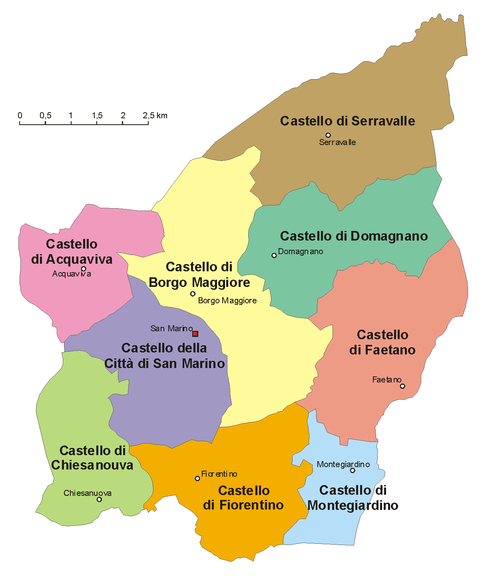 Castello di Serravalle
Serravalle
0 0,5 1 1,5 2 2,5 km
Castello di Domagnano
Domagnano
Castello
di Acquaviva
Acquaviva
Castello di
Borgo Maggiore
Borgo Maggiore
San Marino
Castello della
Città di San Marino
Castello
di Faetano
Faetano
Castello di
Chiesanouva
Chiesanuova
Fiorentino
Castello
di Fiorentino
Montegiardino
Castello di
Montegiardino